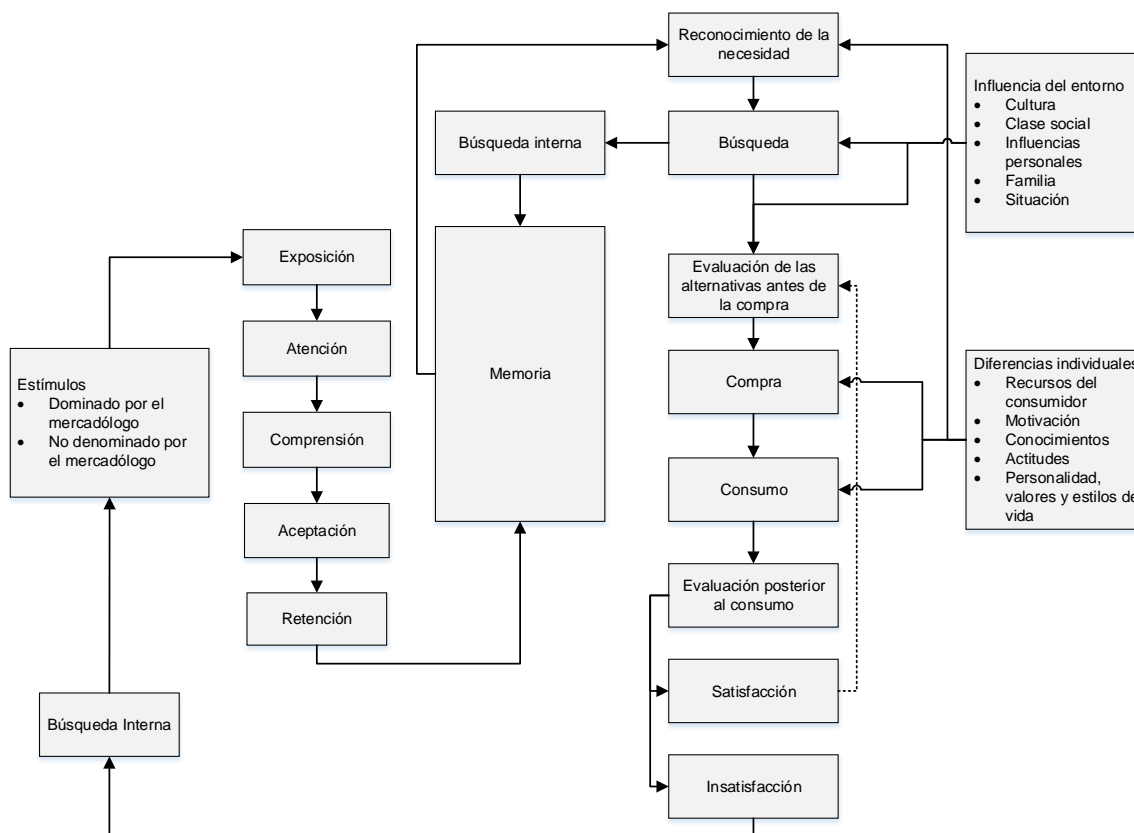 Reconocimiento de la
necesidad
Influencia del entorno
• Cultura
• Clase social
• Influencias
personales
• Familia
• Situación
Búsqueda interna
Búsqueda
Exposición
Evaluación de las
alternativas antes de
la compra
Atención
Memoria
Compra
Estímulos
• Dominado por el
mercadólogo
• No denominado por
el mercadólogo
Diferencias individuales
• Recursos del
consumidor
• Motivación
• Conocimientos
• Actitudes
• Personalidad,
valores y estilos de
vida
Comprensión
Consumo
Aceptación
Evaluación posterior
al consumo
Retención
Satisfacción
Búsqueda Interna
Insatisfacción